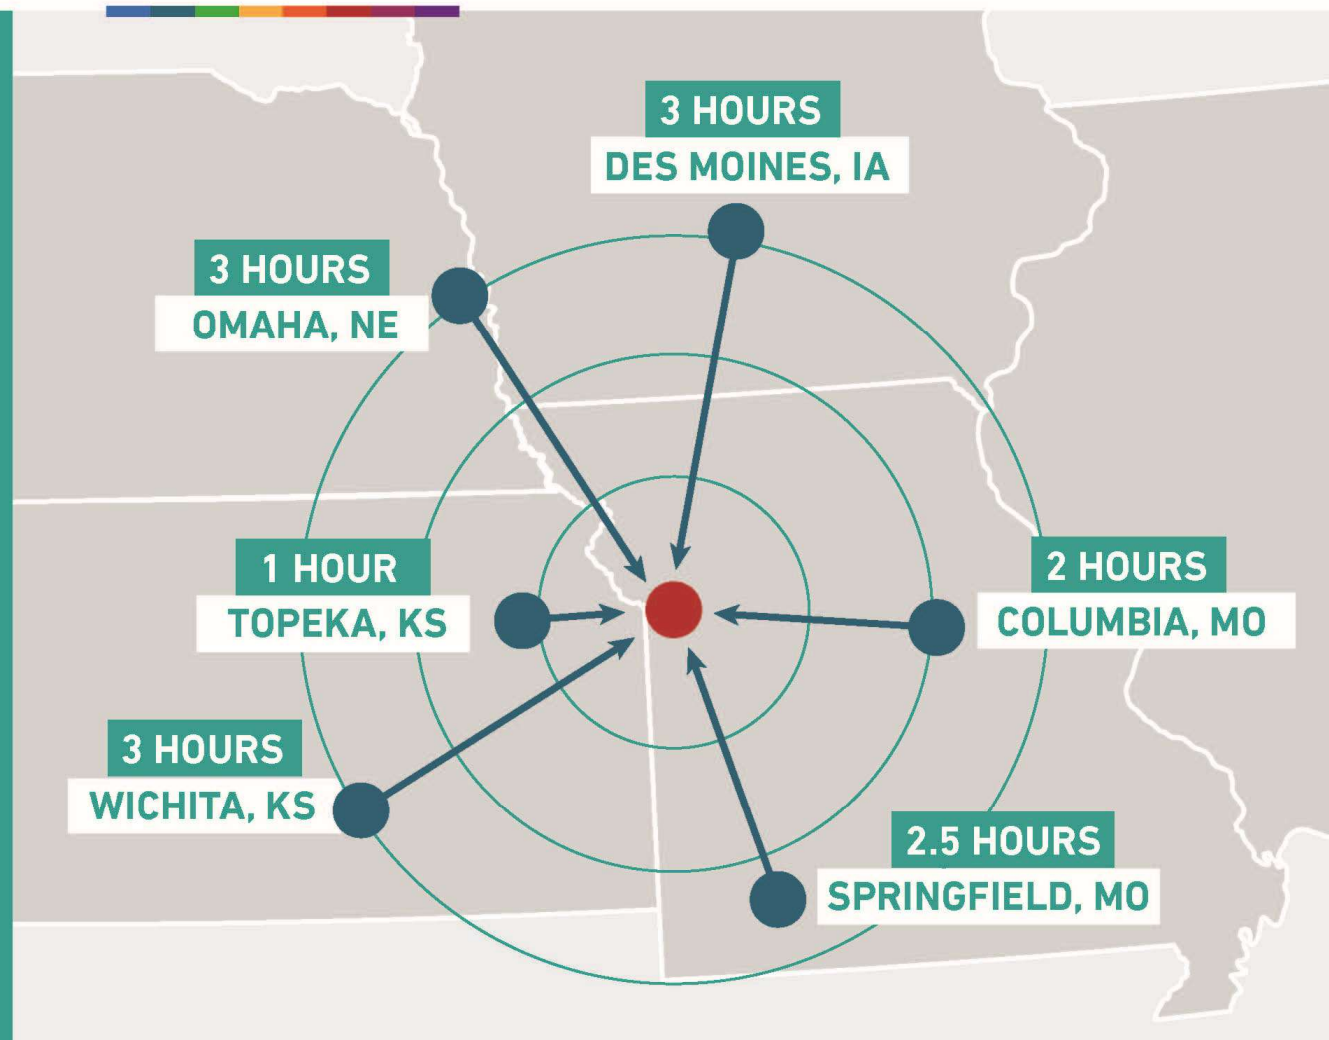 3 HOURS
DES MOINES, IA
3 HOURS
OMAHA, NE
1 HOUR
TOPEKA, KS
2 HOURS
COLUMBIA, MO
3 HOURS
WICHITA, KS
2.5 HOURS
SPRINGFIELD, MO